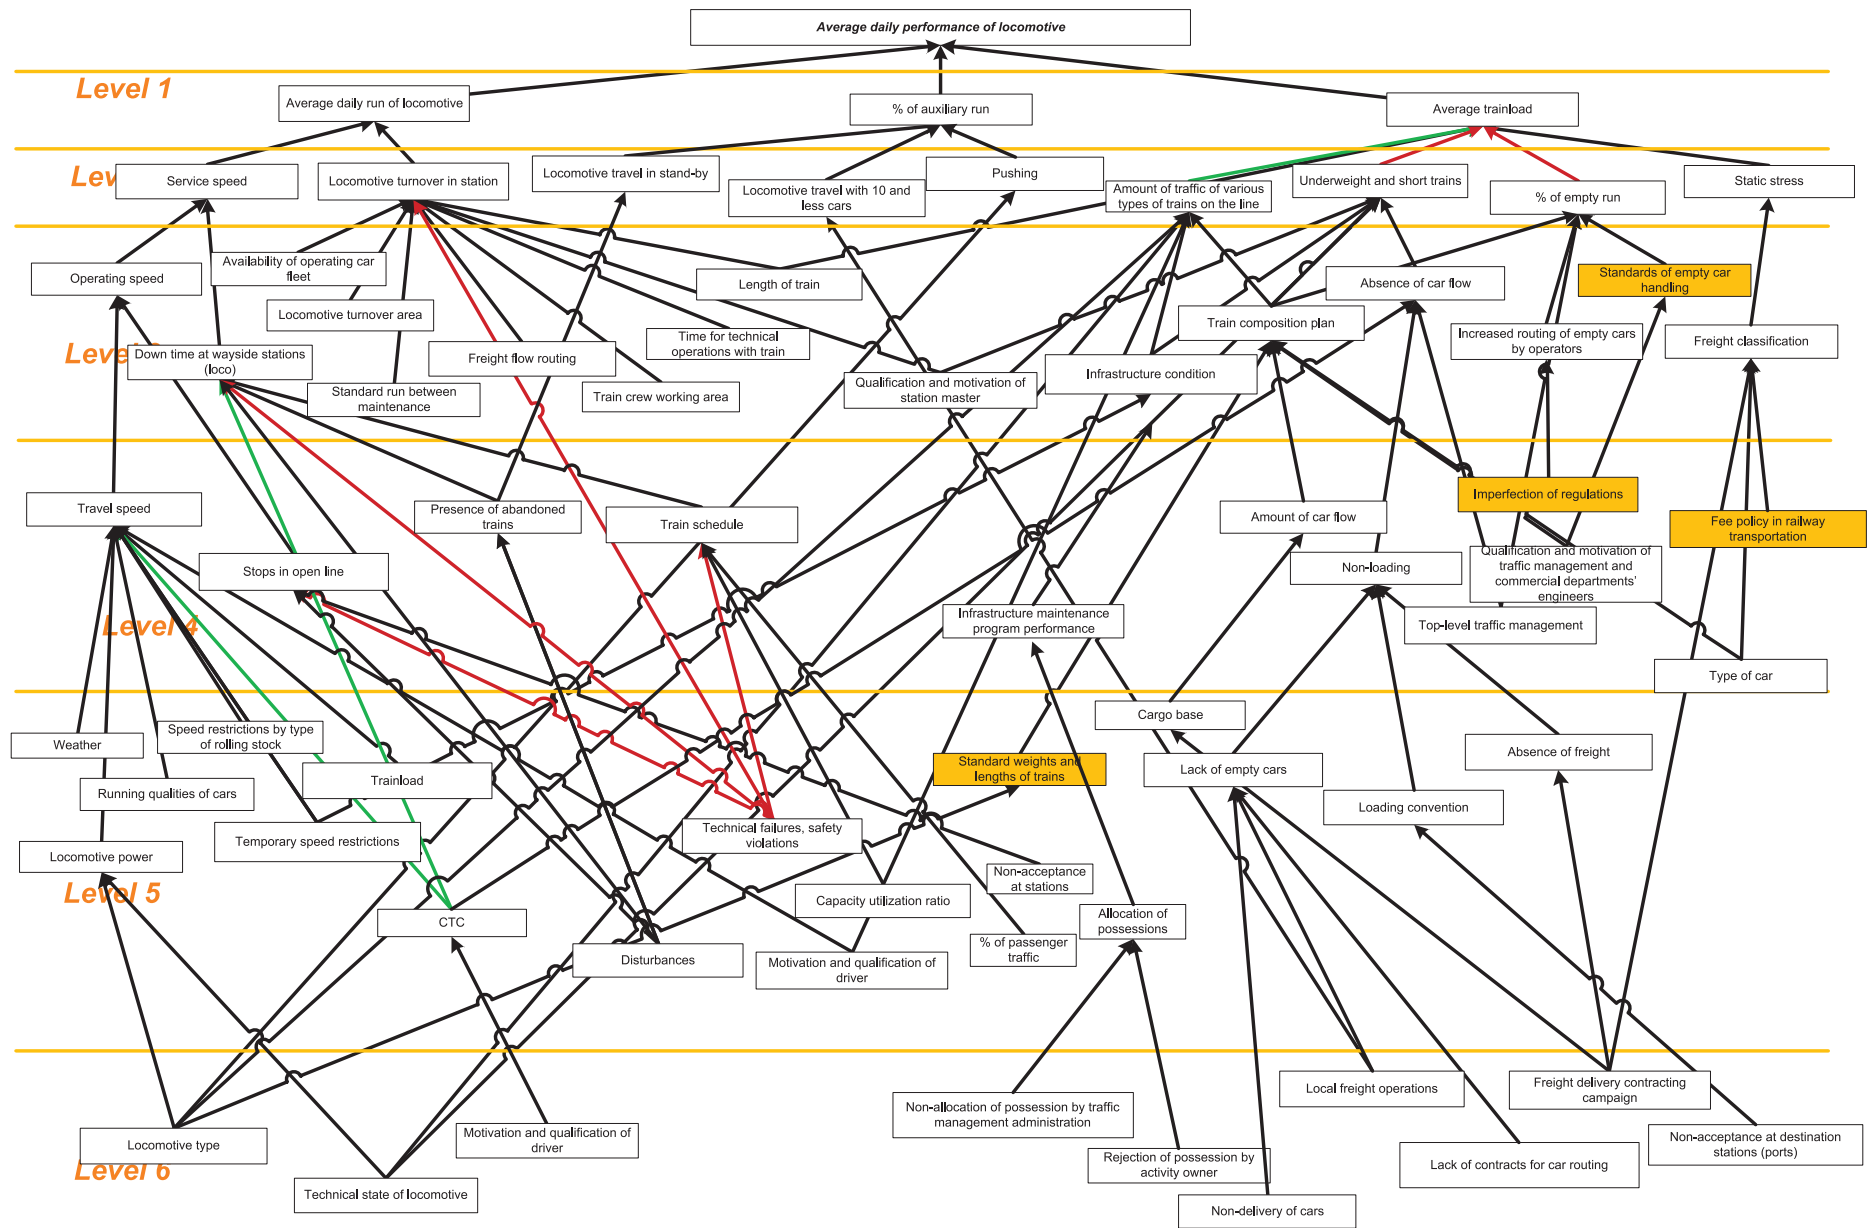 Average daily performance of locomotive
Level 1
Average daily run of locomotive
% of auxiliary run
Average trainload
Lev
Service speed
Locomotive turnover in station
Locomotive travel in stand-by
Locomotive travel with 10 and
less cars
Pushing
Amount of traffic of various
types of trains on the line
Underweight and short trains
% of empty run
Static stress
Operating speed
Availability of operating car
fleet
Length of train
Absence of car flow
Standards of empty car
handling
Locomotive turnover area
Train composition plan
Down time at wayside stations
(loco)
Freight flow routing
Time for technical
operations with train
Increased routing of empty cars
by operators
Freight classification
Standard run between
maintenance
Train crew working area
Qualification and motivation of
station master
Infrastructure condition
Travel speed
Presence of abandoned
trains
Train schedule
Amount of car flow
Imperfection of regulations
Fee policy in railway
transportation
Stops in open line
Non-loading
Qualification and motivation of
traffic management and
commercial departments'
engineers
Level 4
Infrastructure maintenance
program performance
Top-level traffic management
Type of car
Cargo base
Weather
Speed restrictions by type
of rolling stock
Absence of freight
Trainload
Standard weights and
lengths of trains
Lack of empty cars
Running qualities of cars
Loading convention
Temporary speed restrictions
Technical failures, safety
violations
Locomotive power
Non-acceptance
at stations
Level 5
Capacity utilization ratio
CTC
Allocation of
possessions
Disturbances
Motivation and qualification of
driver
% of passenger
traffic
Local freight operations
Freight delivery contracting
campaign
Non-allocation of possession by traffic
management administration
Locomotive type
Motivation and qualification of
driver
Non-acceptance at destination
stations (ports)
Level 6
Rejection of possession by
activity owner
Lack of contracts for car routing
Technical state of locomotive
Non-delivery of cars